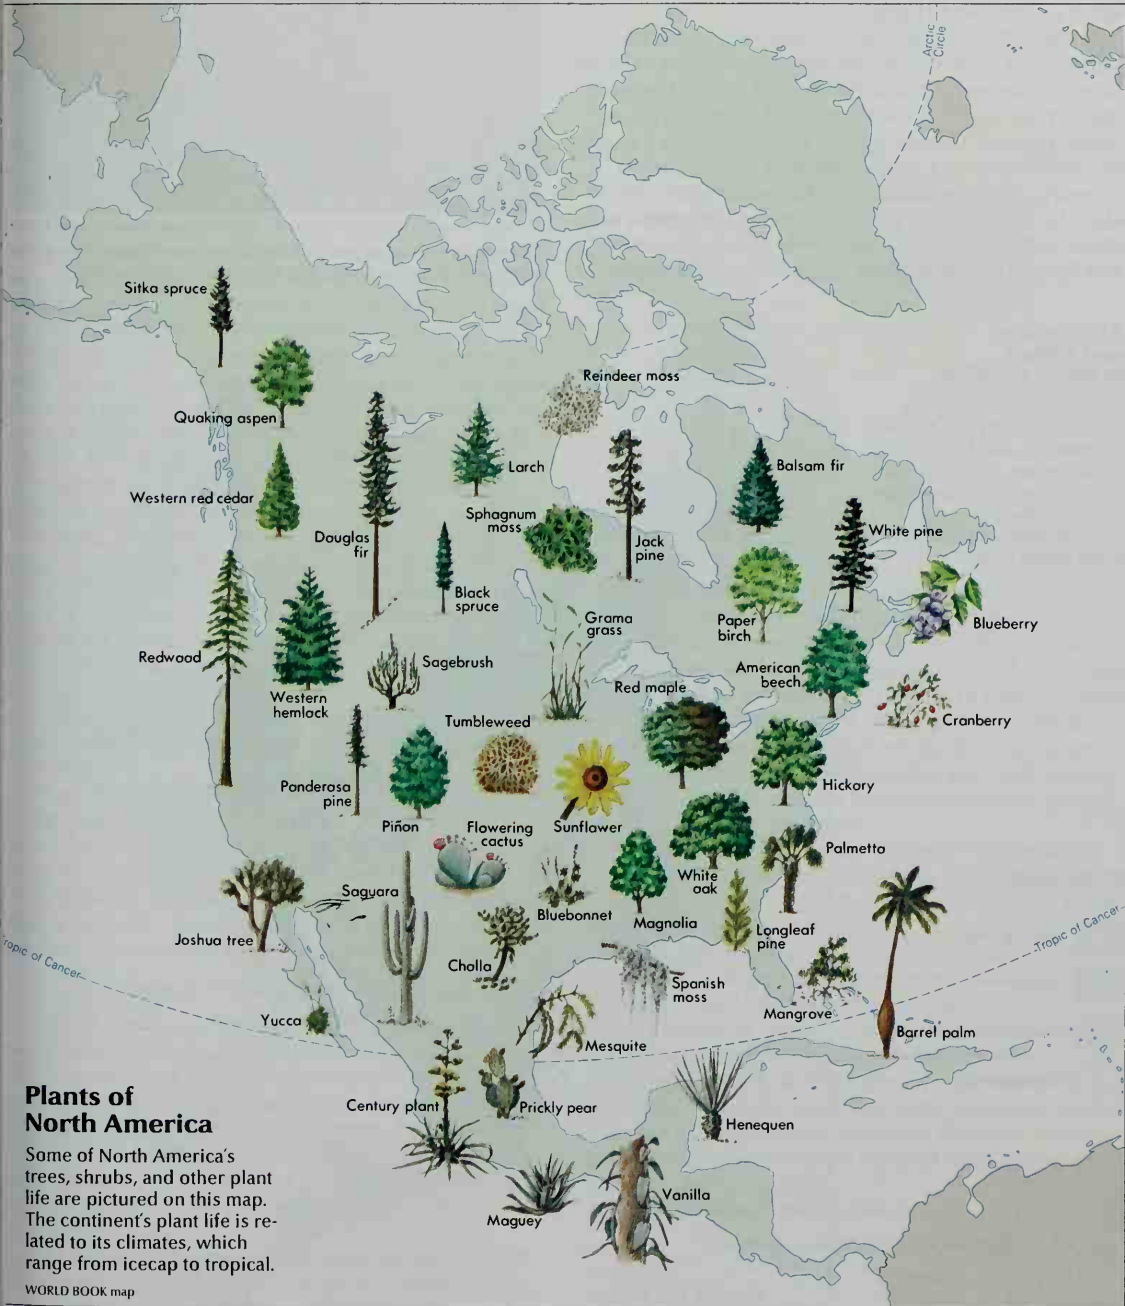 Arctic
Circle
Sitka spruce
Quaking aspen
Reindeer moss
Larch
Balsam fir
Western red cedar
Sphagnum
moss
Douglas
fir
Jack
pine
White pine
Black
spruce
Grama
grass
Paper
birch
Blueberry
Redwood
Sagebrush
American
beech
Western
hemlock
Red maple
Cranberry
Tumbleweed
Ponderosa
pine
Hickory
Piñon
Flowering
cactus
Sunflower
Palmetto
White
oak
Saguara
Bluebonnet
Magnolia
Longleaf
pine
Joshua tree
Tropic of Cancer
Tropic of Cancer
Cholla
Spanish
moss
Mangrove
Yucca
Mesquite
Barrel palm
Century plant
Prickly pear
Henequen
Vanilla
Maguey
Plants of
North America
Some of North America's
trees, shrubs, and other plant
life are pictured on this map.
The continent's plant life is re-
lated to its climates, which
range from icecap to tropical.
WORLD BOOK map